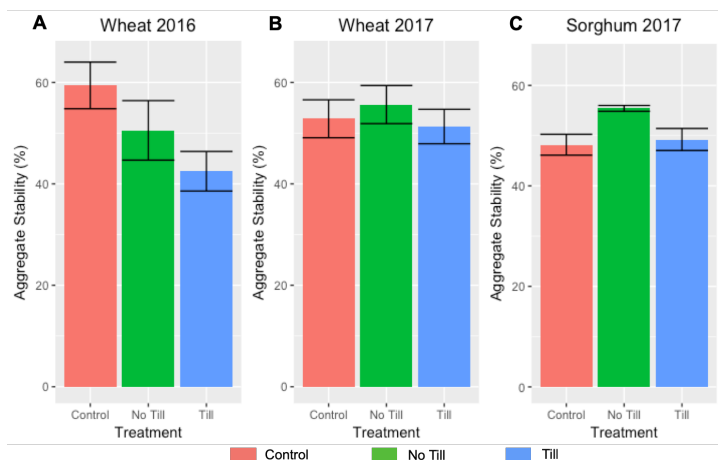 A Wheat 2016
B Wheat 2017
C Sorghum 2017
Aggregate Stability (%)
60
40
20
0
Control No Till Till
Treatment
Aggregate Stability (%)
60
40
20
0
Control No Till Till
Treatment
Aggregate Stability (%)
60
40
20
0
Control No Till Till
Treatment
Control No Till Till